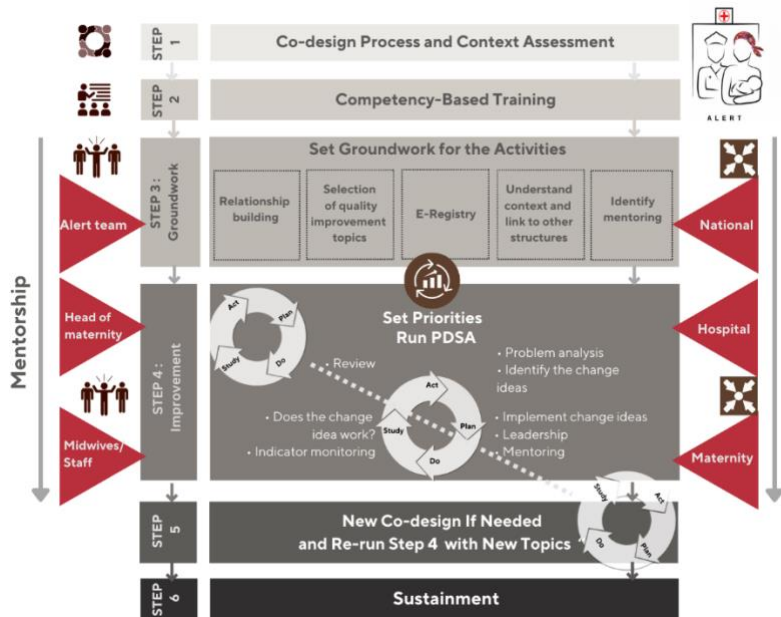 STEP 1
Co-design Process and Context Assessment
ALERT
STEP 2
Competency-Based Training
Mentorship
STEP 3: Groundwork
Set Groundwork for the Activities
Relationship
building
Selection
of quality
improvement
topics
E-Registry
Understand
context and
link to other
structures
Identify
mentoring
Alert team
National
Head of
maternity
Hospital
Midwives/
Staff
Maternity
STEP 4:
Improvement
Set Priorities
Run PDSA
Act
Plan
Do
Study
• Review
• Problem analysis
• Identify the change
ideas
Act
Plan
Do
Study
• Does the change
idea work?
• Indicator monitoring
• Implement change ideas
• Leadership
• Mentoring
Study
Act
Plan
Do
STEP 5
New Co-design If Needed
and Re-run Step 4 with New Topics
STEP 6
Sustainment